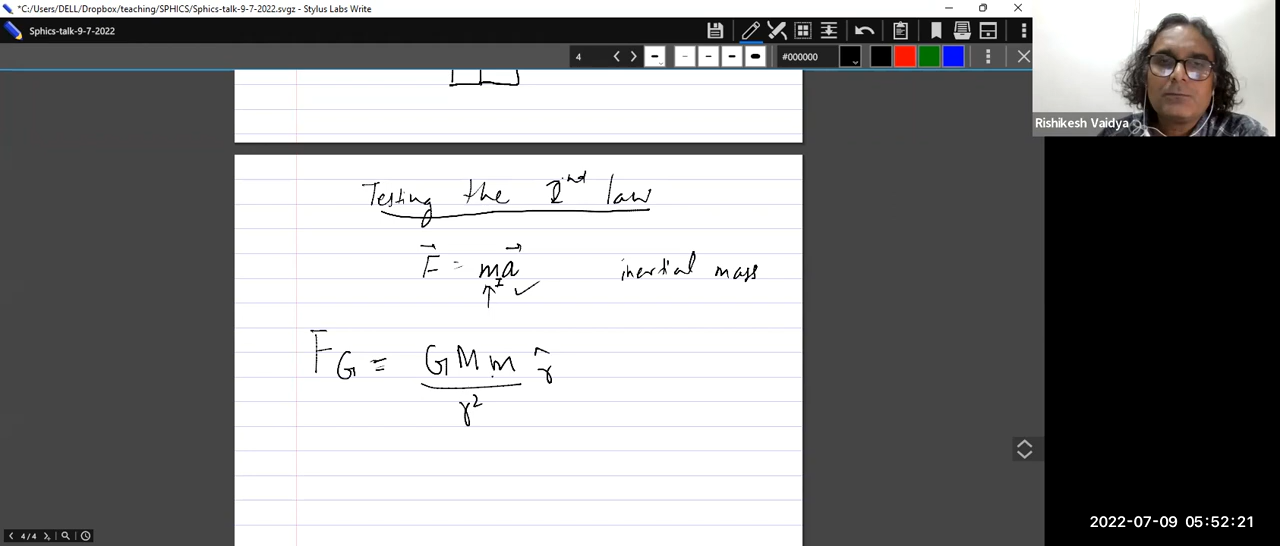 *C:/Users/DELL/Dropbox/teaching/SPHICS/Sphics-talk-9-7-2022.svgz - Stylus Labs Write
Sphics-talk-9-7-2022
4 #000000
Rishikesh Vaidya
Testing the 2nd law
F⃗ = m_I a⃗ ✓ inertial mass
↑
F_G = GMm/r² r̂
4/4
2022-07-09 05:52:21